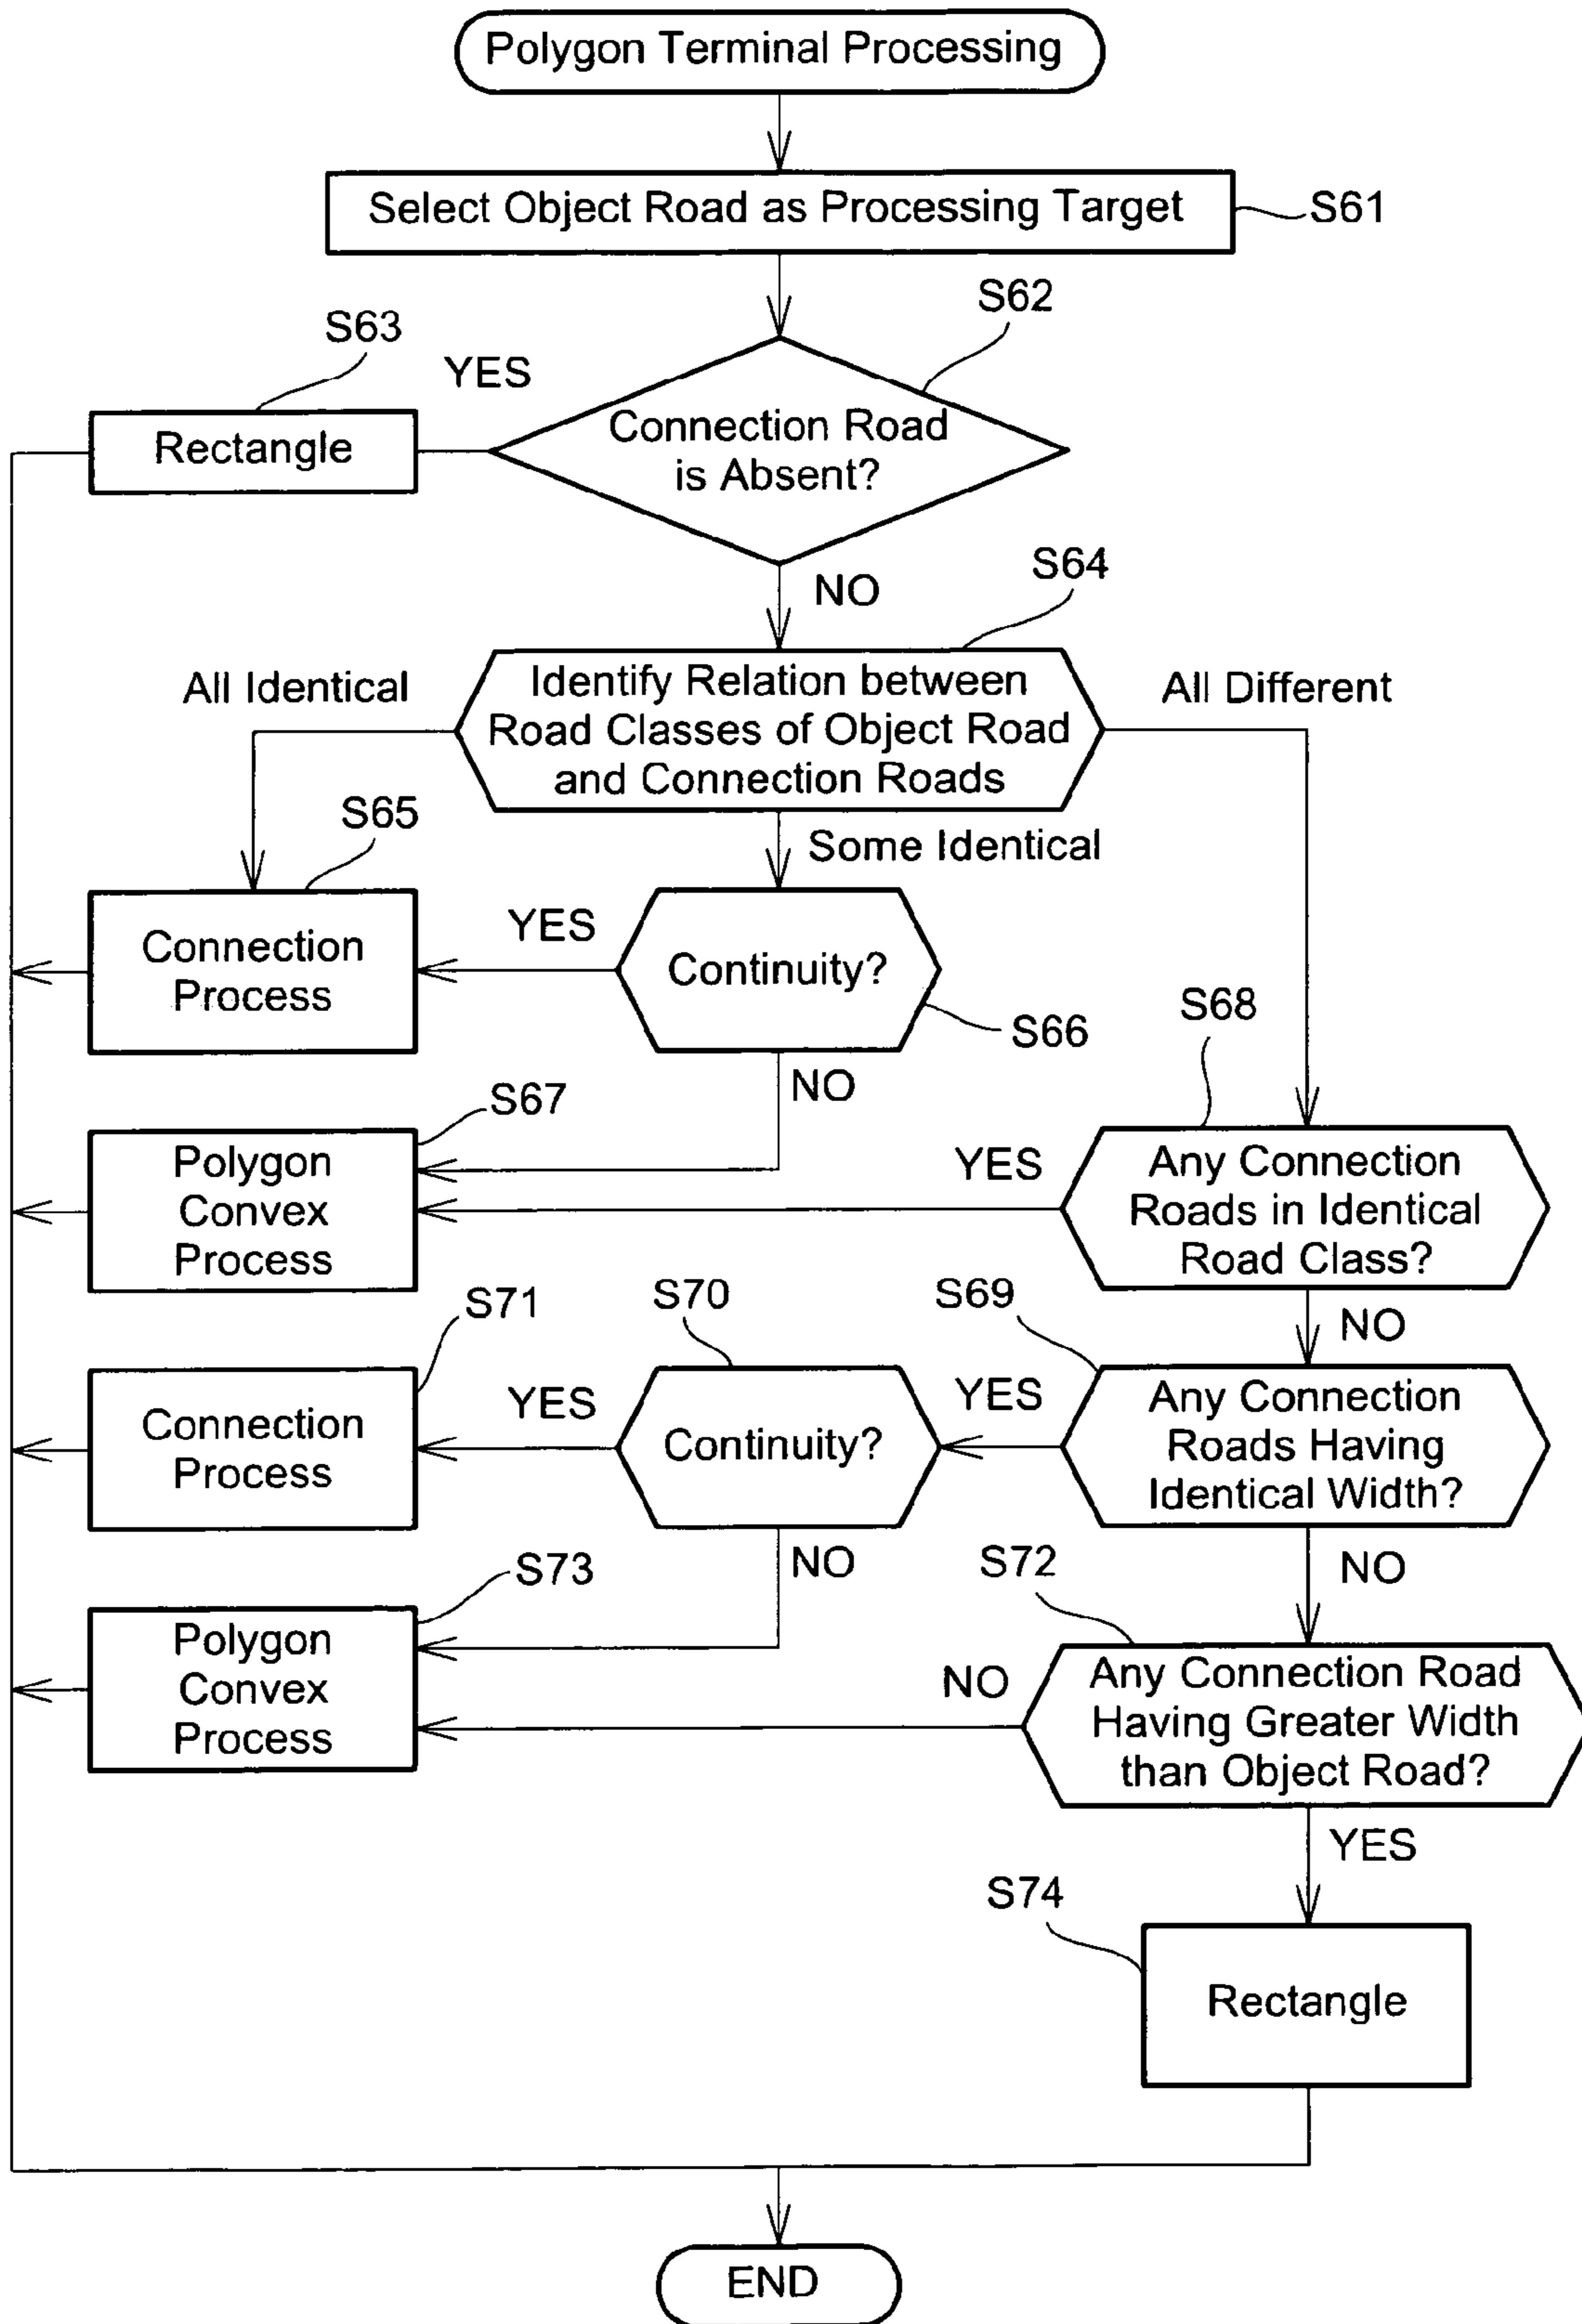 Polygon Terminal Processing
Select Object Road as Processing Target
S61
S62
S63
YES
Rectangle
Connection Road
is Absent?
NO
S64
All Identical
Identify Relation between
Road Classes of Object Road
and Connection Roads
All Different
S65
Some Identical
Connection
Process
YES
Continuity?
S66
S68
NO
S67
Polygon
Convex
Process
YES
Any Connection
Roads in Identical
Road Class?
S71
S70
S69
NO
Connection
Process
YES
Continuity?
YES
Any Connection
Roads Having
Identical Width?
S73
NO
S72
NO
Polygon
Convex
Process
NO
Any Connection Road
Having Greater Width
than Object Road?
YES
S74
Rectangle
END